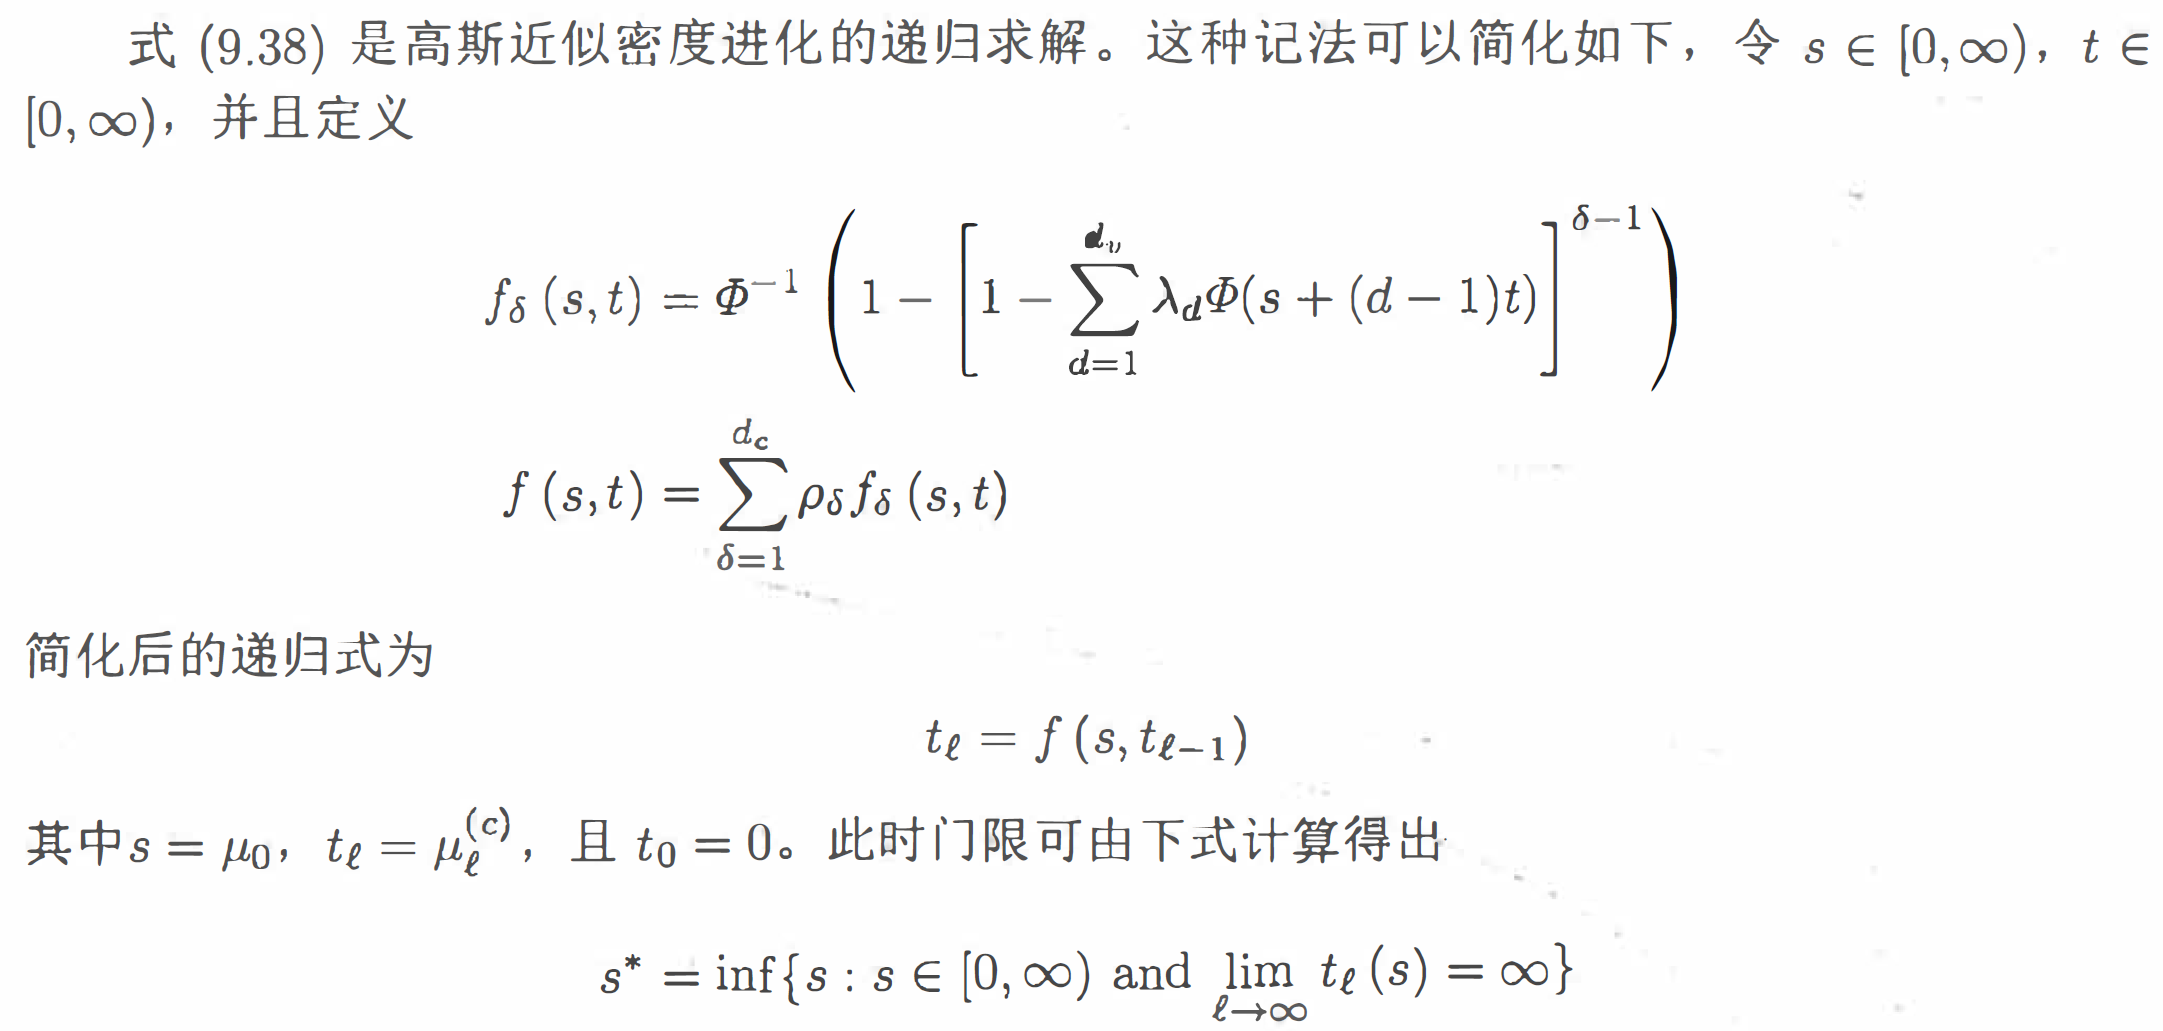 式 (9.38) 是高斯近似密度进化的递归求解。这种记法可以简化如下，令 s ∈ [0, ∞)，t ∈
[0, ∞)，并且定义
f_δ (s, t) = Φ^{-1} ( 1 − [ 1 − ∑_{d=1}^{d_v} λ_d Φ(s + (d − 1)t) ]^{δ−1} )
f (s, t) = ∑_{δ=1}^{d_c} ρ_δ f_δ (s, t)
简化后的递归式为
t_ℓ = f (s, t_{ℓ−1})
其中 s = μ_0，t_ℓ = μ_ℓ^{(c)}，且 t_0 = 0。此时门限可由下式计算得出
s^* = inf{s : s ∈ [0, ∞) and lim_{ℓ→∞} t_ℓ (s) = ∞}